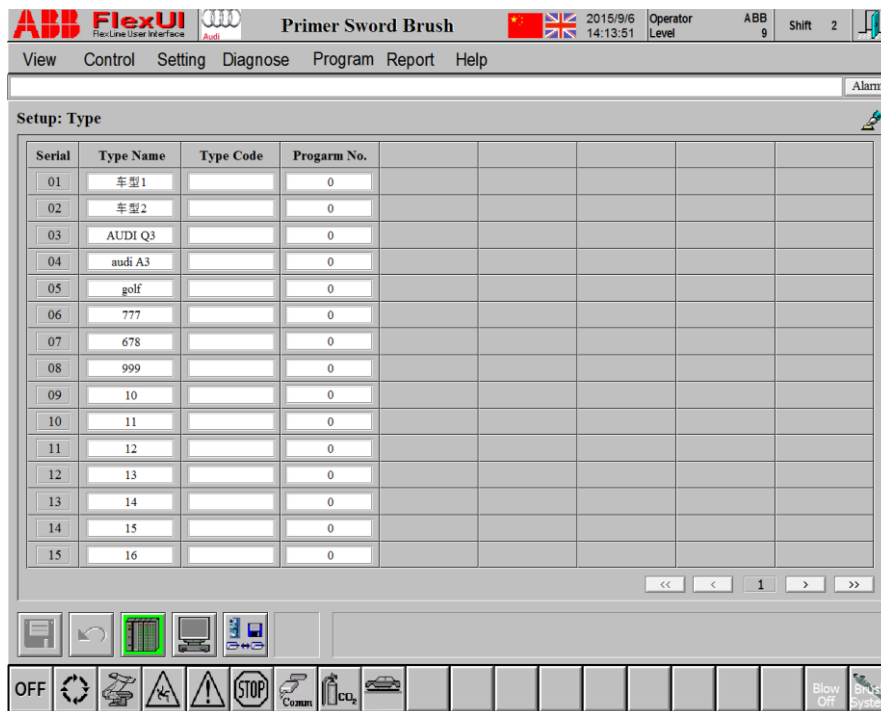 ABB FlexUI Primer Sword Brush 2015/9/6 Operator ABB Shift 2
FlexLine User Interface Audi 14:13:51 Level 9
View Control Setting Diagnose Program Report Help
Alarm
Setup: Type
Serial Type Name Type Code Progarm No.
01 车型1 0
02 车型2 0
03 AUDI Q3 0
04 audi A3 0
05 golf 0
06 777 0
07 678 0
08 999 0
09 10 0
10 11 0
11 12 0
12 13 0
13 14 0
14 15 0
15 16 0
<< < 1 > >>
OFF STOP Comm CO₂ Blow Off Brus Syste